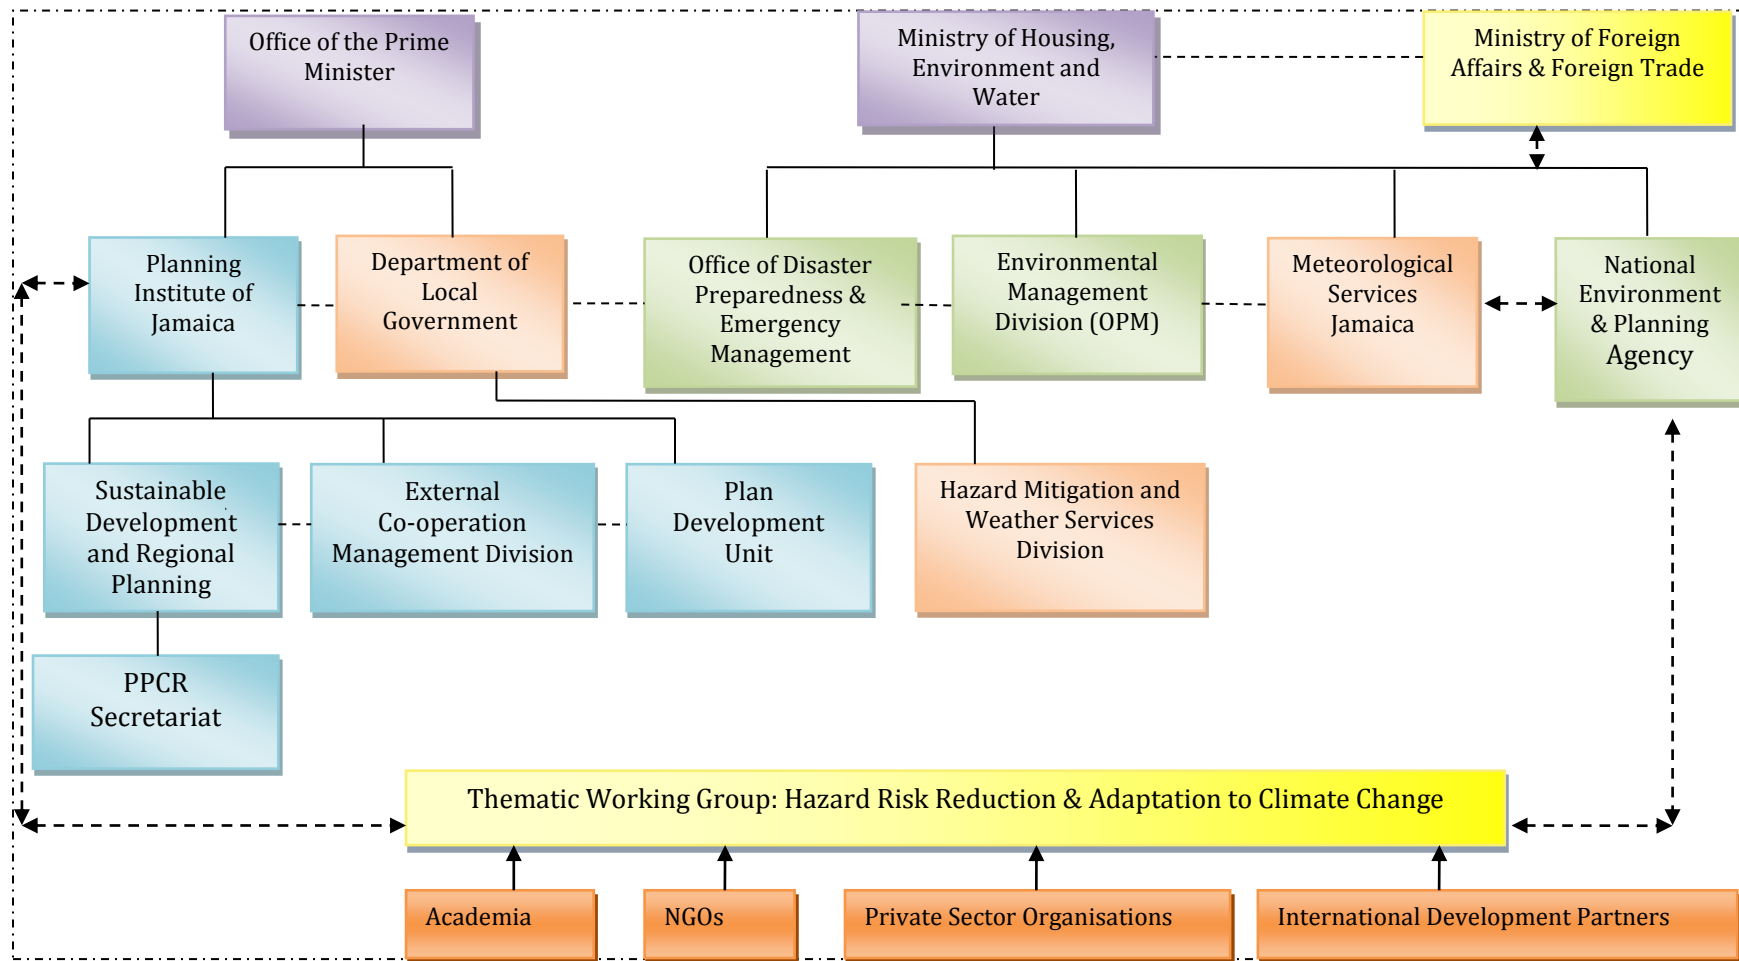 Office of the Prime
Minister
Ministry of Housing,
Environment and
Water
Ministry of Foreign
Affairs & Foreign Trade
Planning
Institute of
Jamaica
Department of
Local
Government
Office of Disaster
Preparedness &
Emergency
Management
Environmental
Management
Division (OPM)
Meteorological
Services
Jamaica
National
Environment
& Planning
Agency
Sustainable
Development
and Regional
Planning
External
Co-operation
Management Division
Plan
Development
Unit
Hazard Mitigation and
Weather Services
Division
PPCR
Secretariat
Thematic Working Group: Hazard Risk Reduction & Adaptation to Climate Change
Academia
NGOs
Private Sector Organisations
International Development Partners